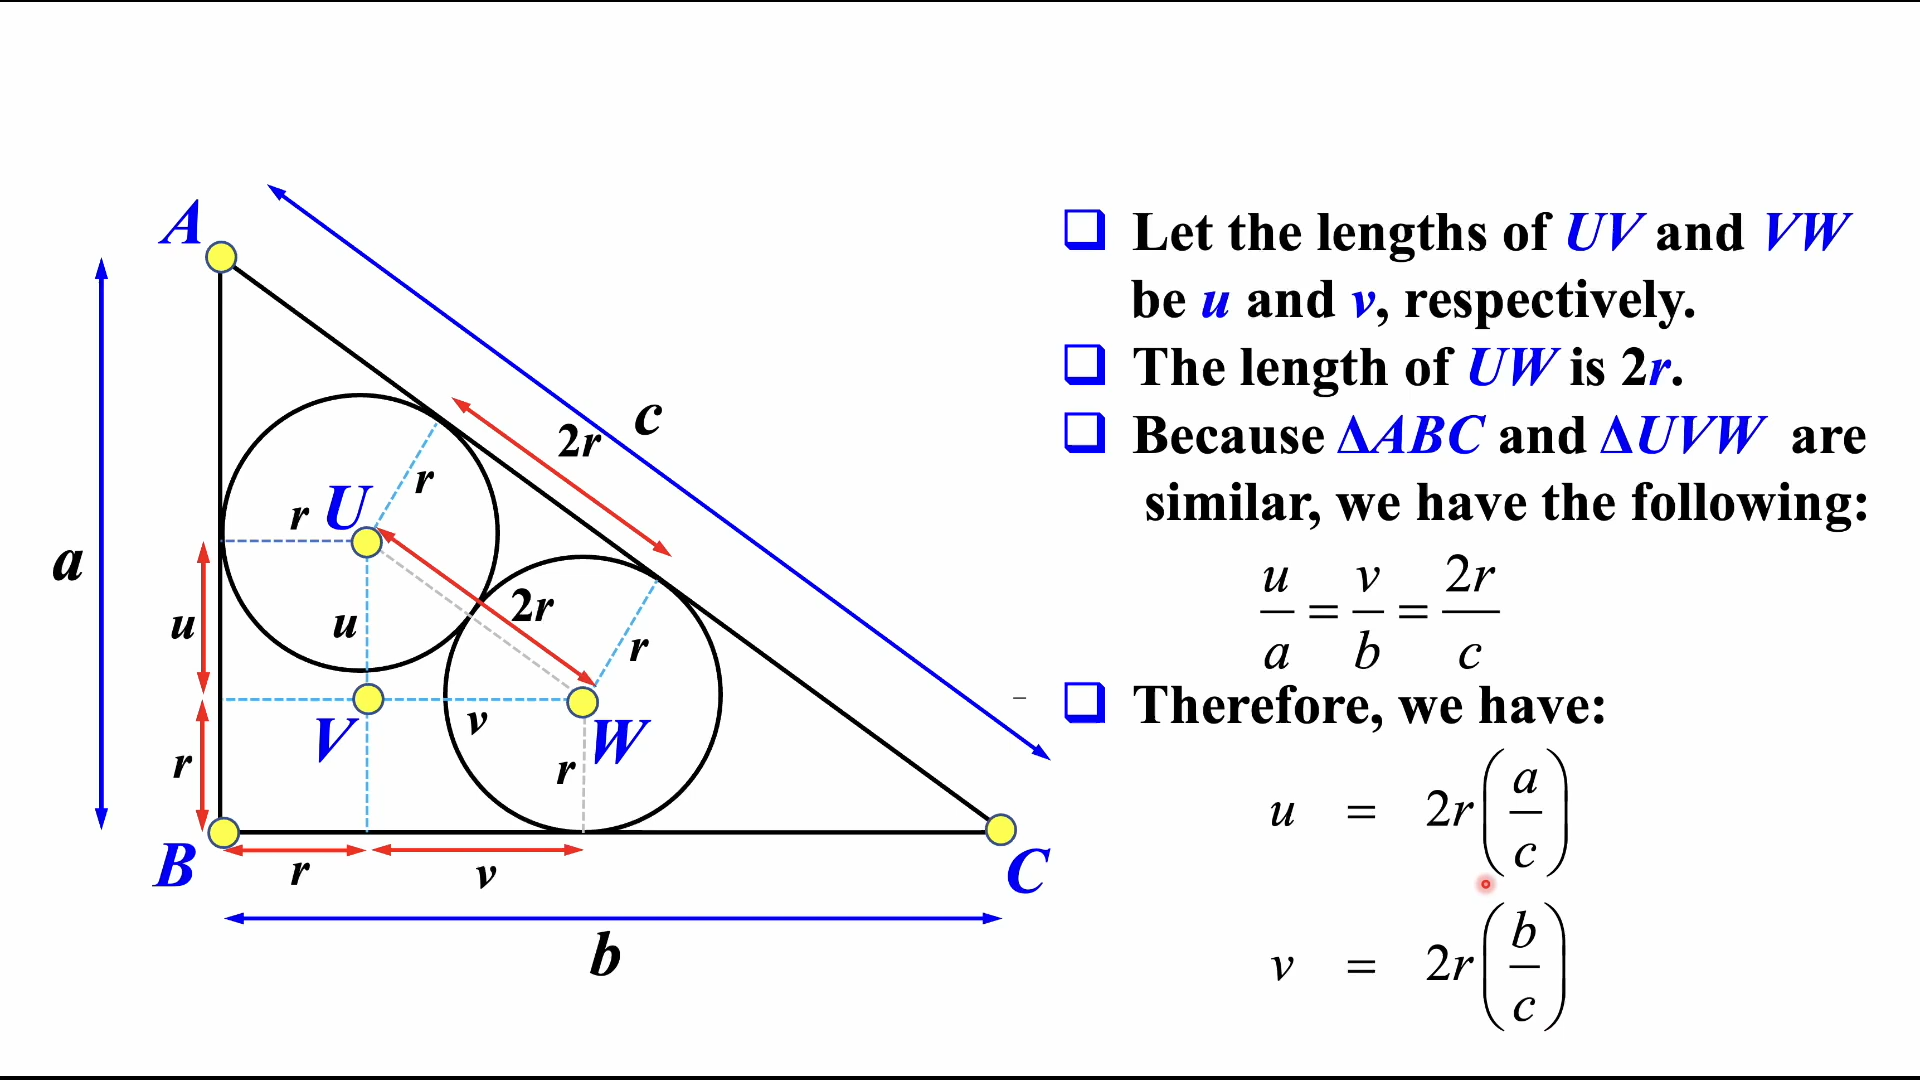 A
a
c
2r
r
r U
u
u
2r
r
V
v
W
r
r
B
r
v
C
b
❑ Let the lengths of UV and VW
be u and v, respectively.
❑ The length of UW is 2r.
❑ Because ΔABC and ΔUVW are
similar, we have the following:
u/a = v/b = 2r/c
❑ Therefore, we have:
u = 2r(a/c)
v = 2r(b/c)